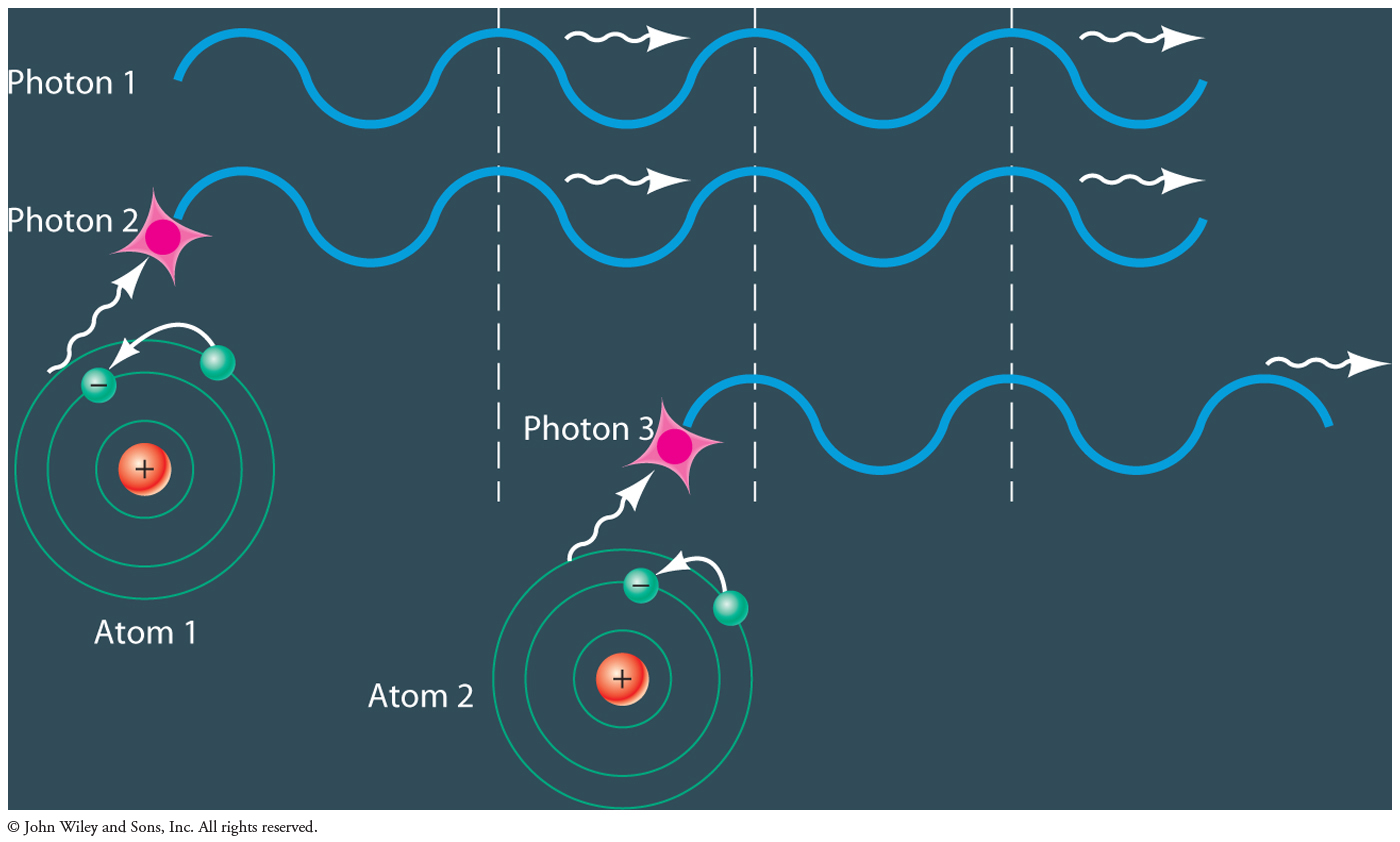 Photon 1
Photon 2
−
+
Photon 3
Atom 1
−
+
Atom 2
© John Wiley and Sons, Inc. All rights reserved.